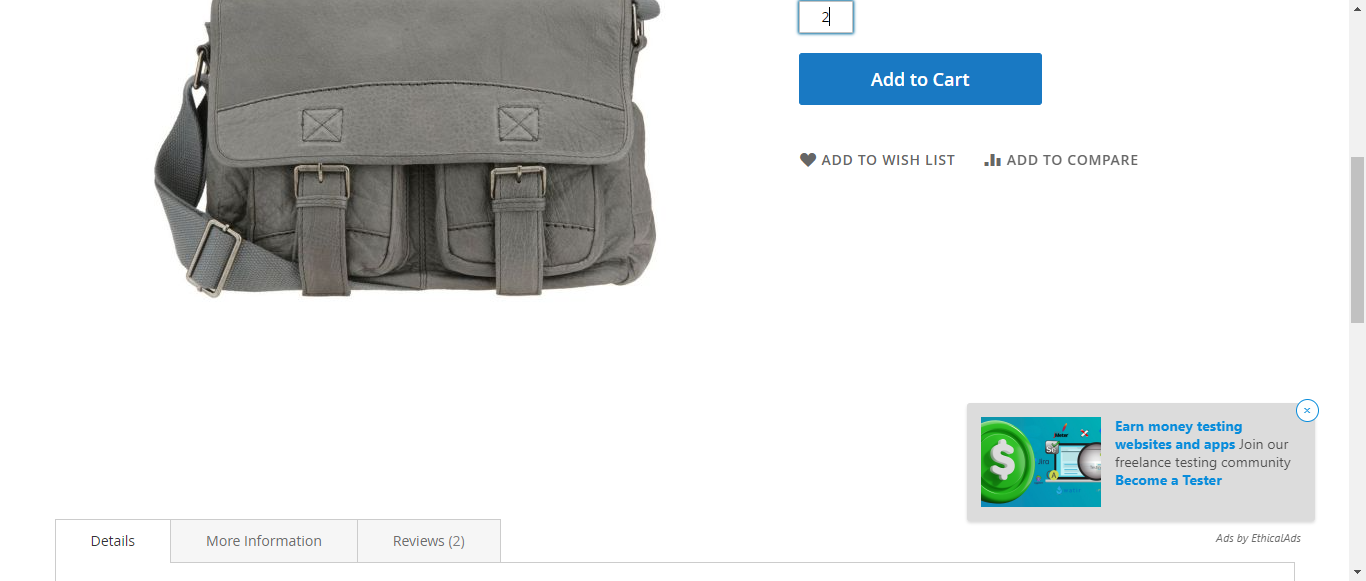 2
Add to Cart
ADD TO WISH LIST
ADD TO COMPARE
Earn money testing
websites and apps Join our
freelance testing community
Become a Tester
Ads by EthicalAds
Details
More Information
Reviews (2)